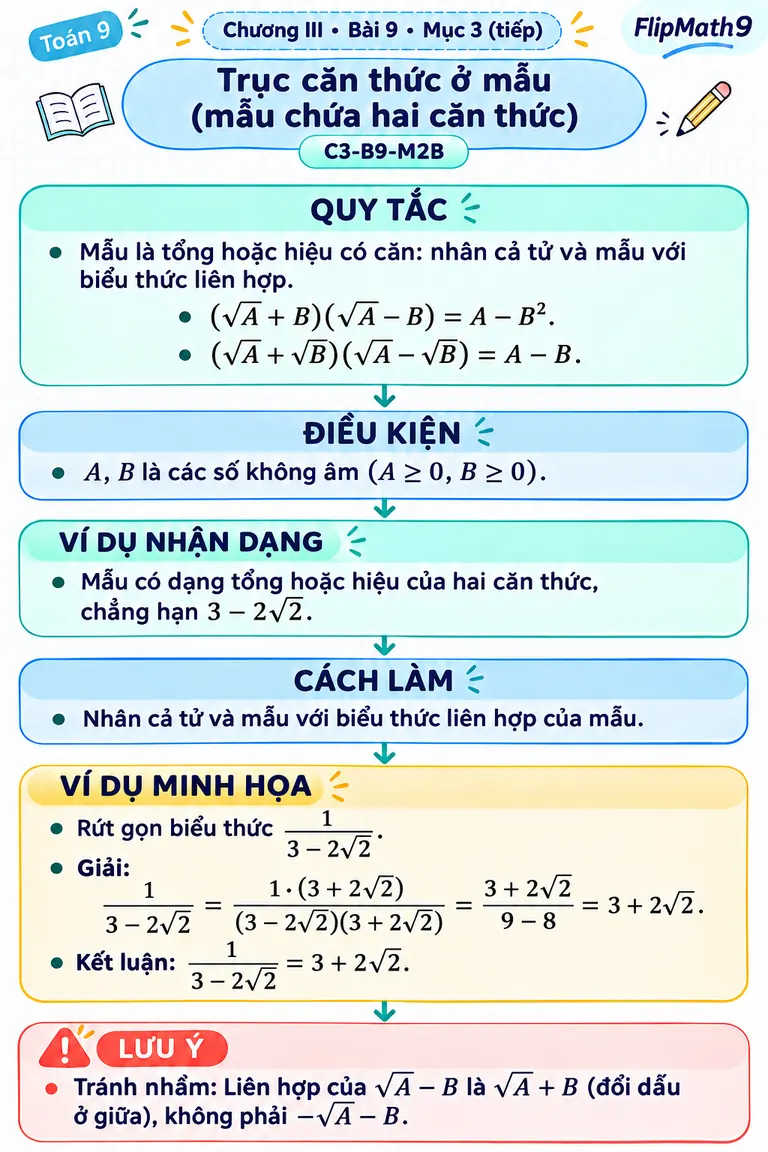 Toán 9
Chương III • Bài 9 • Mục 3 (tiếp)
FlipMath9
Trục căn thức ở mẫu
(mẫu chứa hai căn thức)
C3-B9-M2B
QUY TẮC
• Mẫu là tổng hoặc hiệu có căn: nhân cả tử và mẫu với
biểu thức liên hợp.
• (√A + B)(√A − B) = A − B².
• (√A + √B)(√A − √B) = A − B.
ĐIỀU KIỆN
• A, B là các số không âm (A ≥ 0, B ≥ 0).
VÍ DỤ NHẬN DẠNG
• Mẫu có dạng tổng hoặc hiệu của hai căn thức,
chẳng hạn 3 − 2√2.
CÁCH LÀM
• Nhân cả tử và mẫu với biểu thức liên hợp của mẫu.
VÍ DỤ MINH HỌA
• Rứt gọn biểu thức 1/(3 − 2√2).
• Giải:
1/(3 − 2√2) = 1·(3 + 2√2)/((3 − 2√2)(3 + 2√2)) = (3 + 2√2)/(9 − 8) = 3 + 2√2.
• Kết luận: 1/(3 − 2√2) = 3 + 2√2.
LƯU Ý
• Tránh nhầm: Liên hợp của √A − B là √A + B (đổi dấu
ở giữa), không phải −√A − B.